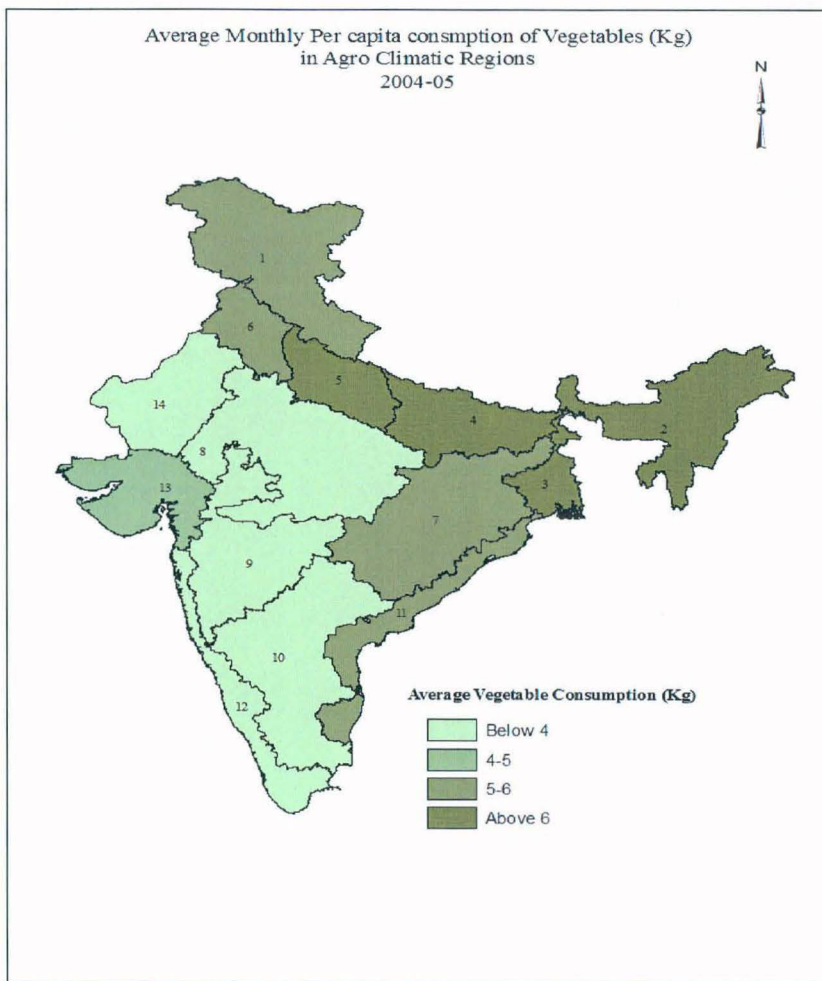 Average Monthly Per capita consmption of Vegetables (Kg)
in Agro Climatic Regions
2004-05
N
1
6
5
14
4
2
8
3
13
7
9
11
10
12
Average Vegetable Consumption (Kg)
Below 4
4-5
5-6
Above 6